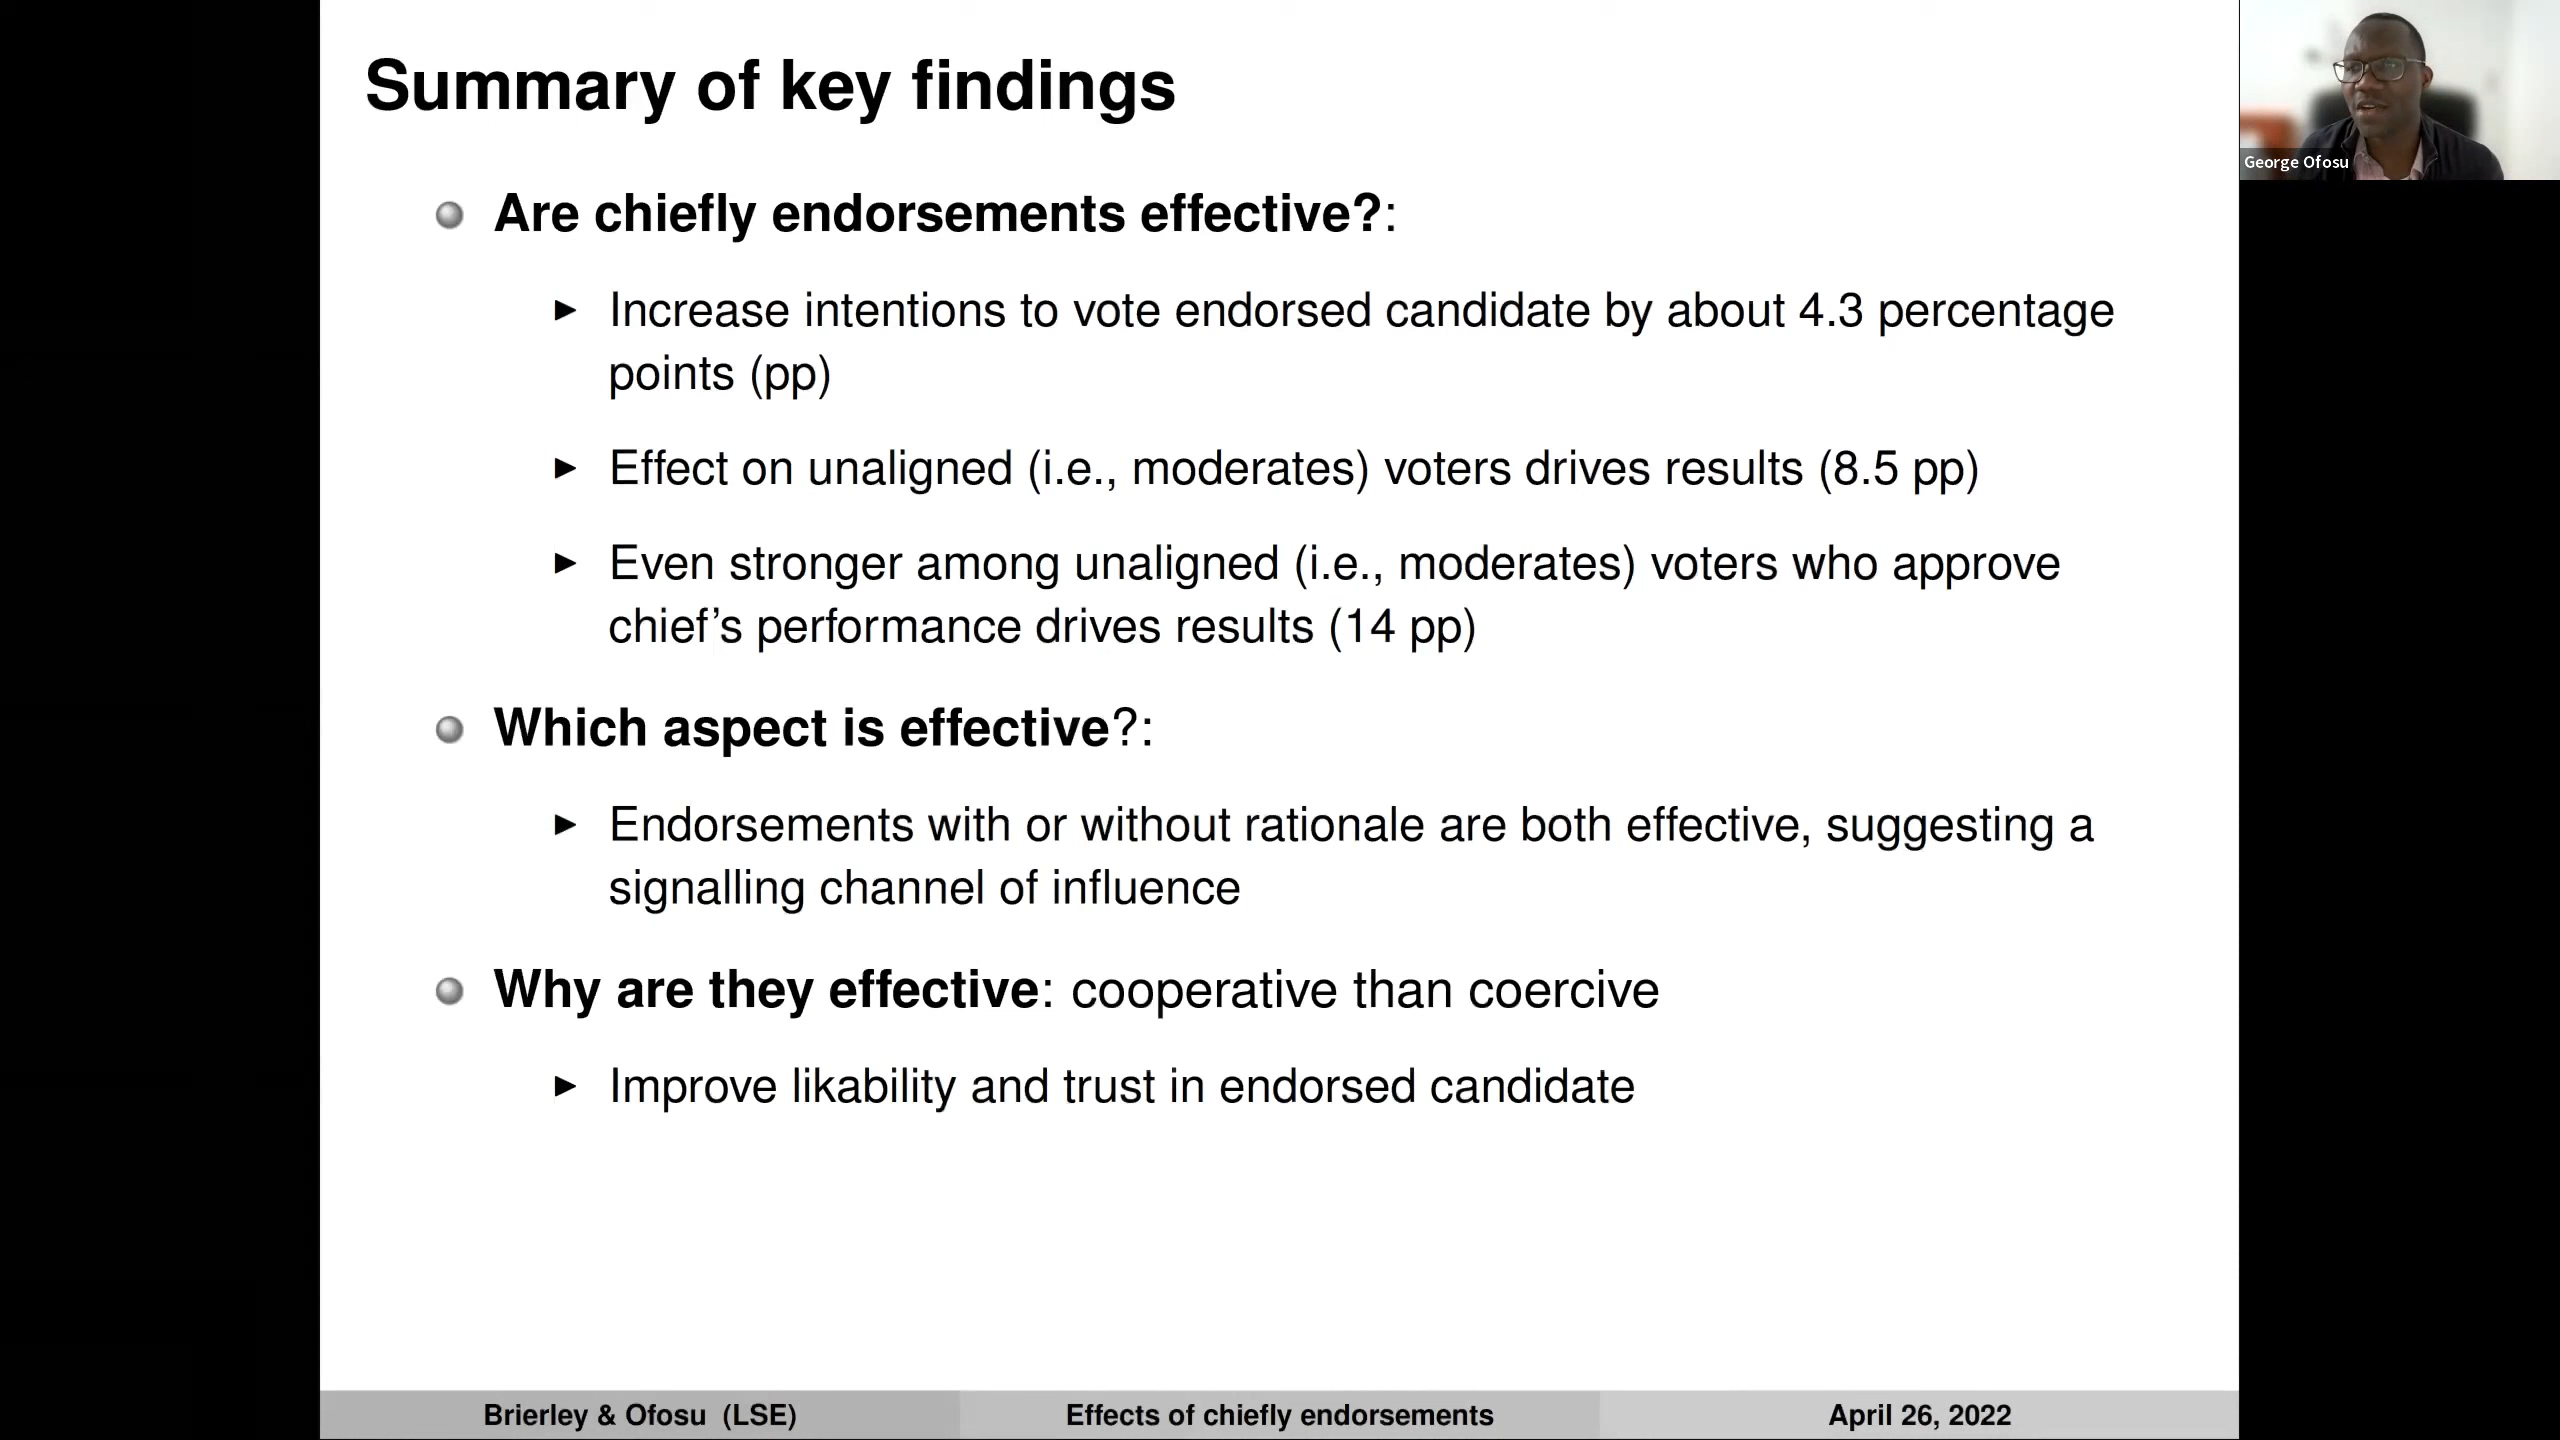 Summary of key findings
George Ofosu
Are chiefly endorsements effective?:
Increase intentions to vote endorsed candidate by about 4.3 percentage
points (pp)
Effect on unaligned (i.e., moderates) voters drives results (8.5 pp)
Even stronger among unaligned (i.e., moderates) voters who approve
chief's performance drives results (14 pp)
Which aspect is effective?:
Endorsements with or without rationale are both effective, suggesting a
signalling channel of influence
Why are they effective: cooperative than coercive
Improve likability and trust in endorsed candidate
Brierley & Ofosu (LSE)
Effects of chiefly endorsements
April 26, 2022